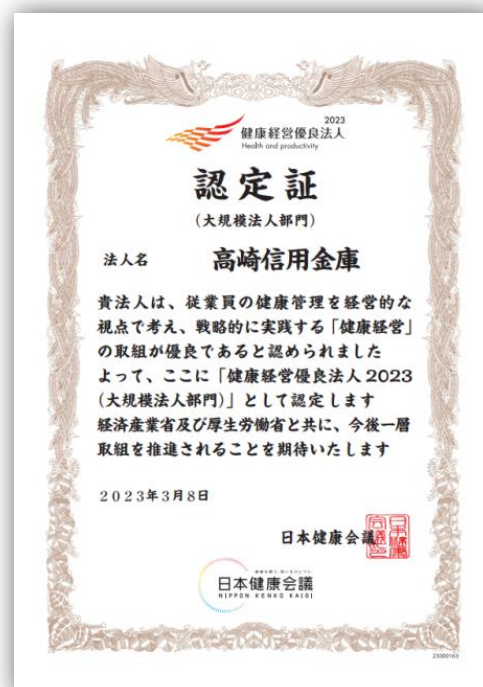 2023
健康経営優良法人
Health and productivity
認定証
(大規模法人部門)
法人名 高崎信用金庫
貴法人は、従業員の健康管理を経営的な
視点で考え、戦略的に実践する「健康経営」
の取組が優良であると認められました
よって、ここに「健康経営優良法人2023
(大規模法人部門)」として認定します
経済産業省及び厚生労働省と共に、今後一層
取組を推進されることを期待いたします
2023年3月8日
日本健康会議
日本健康会議
NIPPON KENKO KAIGI
23000163